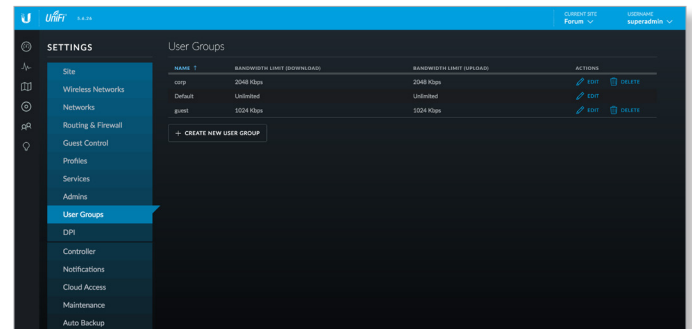 UniFi 5.6.26
CURRENT SITE
Forum
USERNAME
superadmin
SETTINGS
Site
Wireless Networks
Networks
Routing & Firewall
Guest Control
Profiles
Services
Admins
User Groups
DPI
Controller
Notifications
Cloud Access
Maintenance
Auto Backup
User Groups
NAME BANDWIDTH LIMIT (DOWNLOAD) BANDWIDTH LIMIT (UPLOAD) ACTIONS
corp 2048 Kbps 2048 Kbps EDIT DELETE
Default Unlimited Unlimited EDIT
guest 1024 Kbps 1024 Kbps EDIT DELETE
+ CREATE NEW USER GROUP